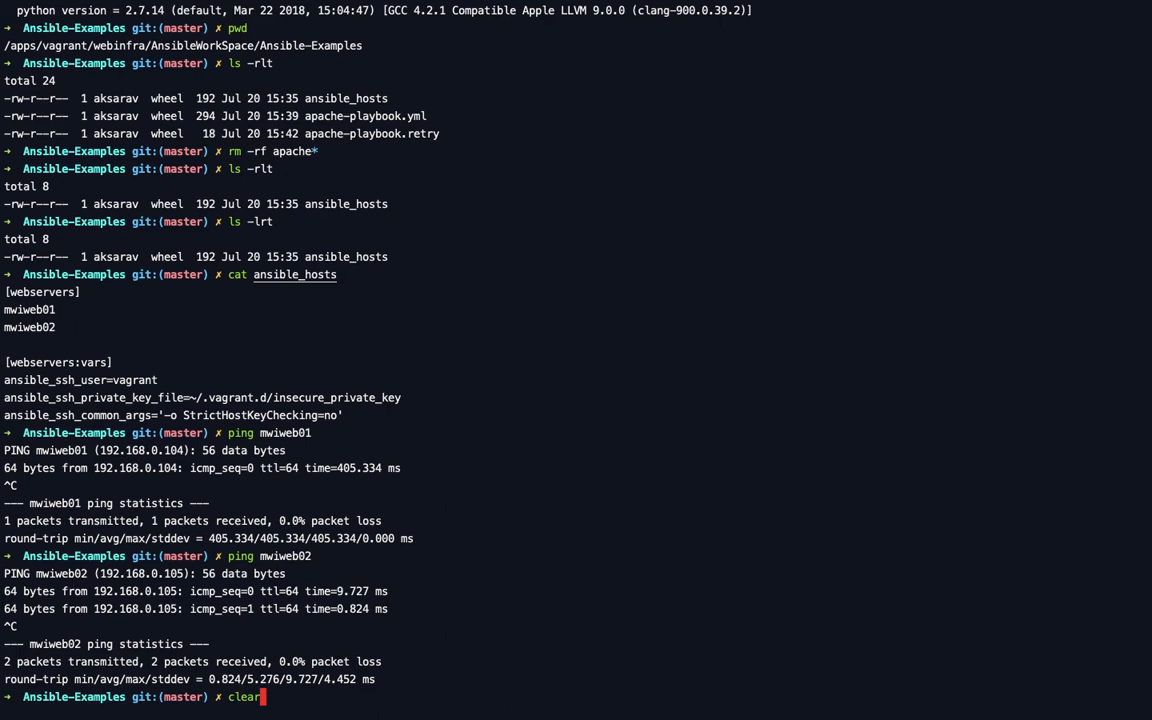 python version = 2.7.14 (default, Mar 22 2018, 15:04:47) [GCC 4.2.1 Compatible Apple LLVM 9.0.0 (clang-900.0.39.2)]
→ Ansible-Examples git:(master) ✗ pwd
/apps/vagrant/webinfra/AnsibleWorkSpace/Ansible-Examples
→ Ansible-Examples git:(master) ✗ ls -rlt
total 24
-rw-r--r-- 1 aksarav wheel 192 Jul 20 15:35 ansible_hosts
-rw-r--r-- 1 aksarav wheel 294 Jul 20 15:39 apache-playbook.yml
-rw-r--r-- 1 aksarav wheel 18 Jul 20 15:42 apache-playbook.retry
→ Ansible-Examples git:(master) ✗ rm -rf apache*
→ Ansible-Examples git:(master) ✗ ls -rlt
total 8
-rw-r--r-- 1 aksarav wheel 192 Jul 20 15:35 ansible_hosts
→ Ansible-Examples git:(master) ✗ ls -lrt
total 8
-rw-r--r-- 1 aksarav wheel 192 Jul 20 15:35 ansible_hosts
→ Ansible-Examples git:(master) ✗ cat ansible_hosts
[webservers]
mwiweb01
mwiweb02
[webservers:vars]
ansible_ssh_user=vagrant
ansible_ssh_private_key_file=~/.vagrant.d/insecure_private_key
ansible_ssh_common_args='-o StrictHostKeyChecking=no'
→ Ansible-Examples git:(master) ✗ ping mwiweb01
PING mwiweb01 (192.168.0.104): 56 data bytes
64 bytes from 192.168.0.104: icmp_seq=0 ttl=64 time=405.334 ms
^C
--- mwiweb01 ping statistics ---
1 packets transmitted, 1 packets received, 0.0% packet loss
round-trip min/avg/max/stddev = 405.334/405.334/405.334/0.000 ms
→ Ansible-Examples git:(master) ✗ ping mwiweb02
PING mwiweb02 (192.168.0.105): 56 data bytes
64 bytes from 192.168.0.105: icmp_seq=0 ttl=64 time=9.727 ms
64 bytes from 192.168.0.105: icmp_seq=1 ttl=64 time=0.824 ms
^C
--- mwiweb02 ping statistics ---
2 packets transmitted, 2 packets received, 0.0% packet loss
round-trip min/avg/max/stddev = 0.824/5.276/9.727/4.452 ms
→ Ansible-Examples git:(master) ✗ clear